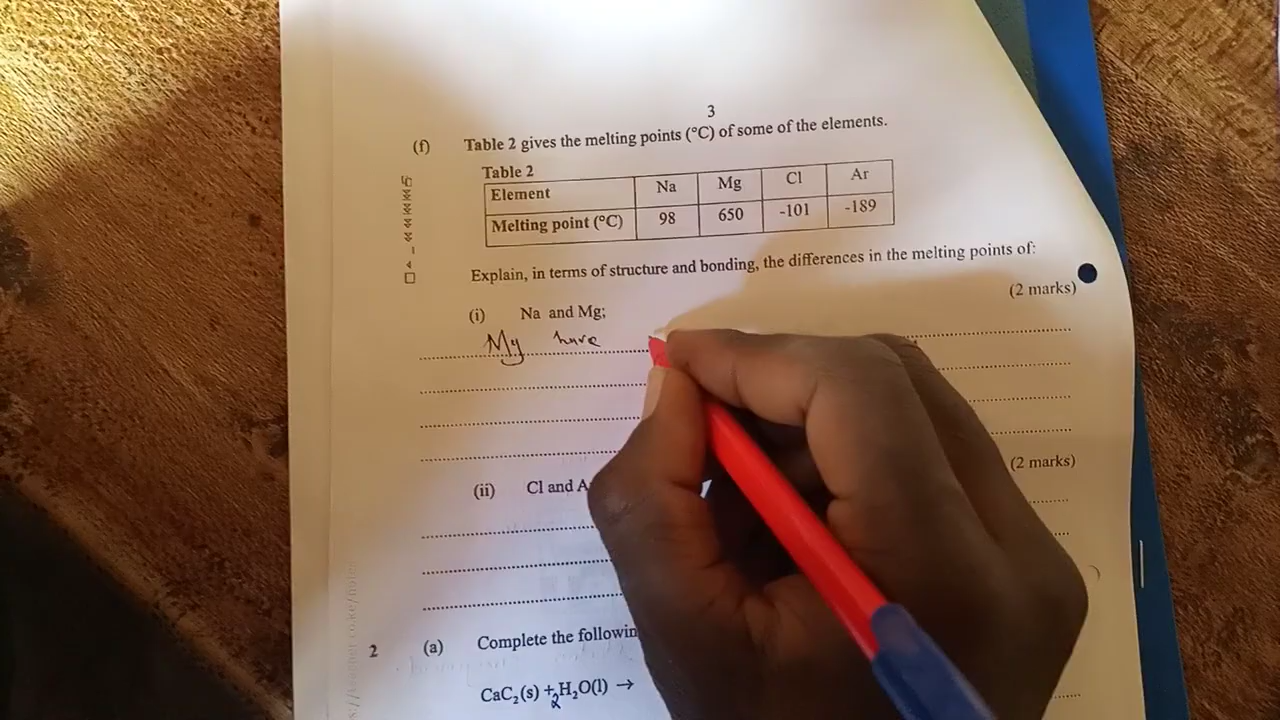 3
(f) Table 2 gives the melting points (°C) of some of the elements.
Table 2
Element Na Mg Cl Ar
Melting point (°C) 98 650 -101 -189
Explain, in terms of structure and bonding, the differences in the melting points of:
(i) Na and Mg; (2 marks)
Mg have
(ii) Cl and A (2 marks)
2 (a) Complete the followin
CaC₂(s) + 2H₂O(l) →